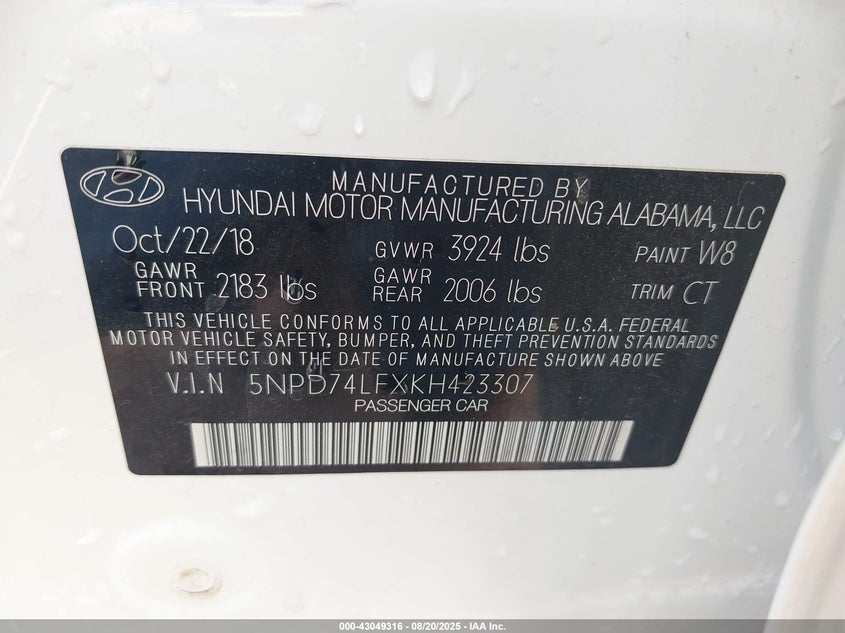 MANUFACTURED BY
HYUNDAI MOTOR MANUFACTURING ALABAMA, LLC
Oct/22/18 GVWR 3924 lbs PAINT W8
GAWR FRONT 2183 lbs GAWR REAR 2006 lbs TRIM CT
THIS VEHICLE CONFORMS TO ALL APPLICABLE U.S.A. FEDERAL
MOTOR VEHICLE SAFETY, BUMPER, AND THEFT PREVENTION STANDARDS
IN EFFECT ON THE DATE OF MANUFACTURE SHOWN ABOVE
V.I.N 5NPD74LFXKH423307
PASSENGER CAR
000-43049316 - 08/20/2025 - IAA Inc.